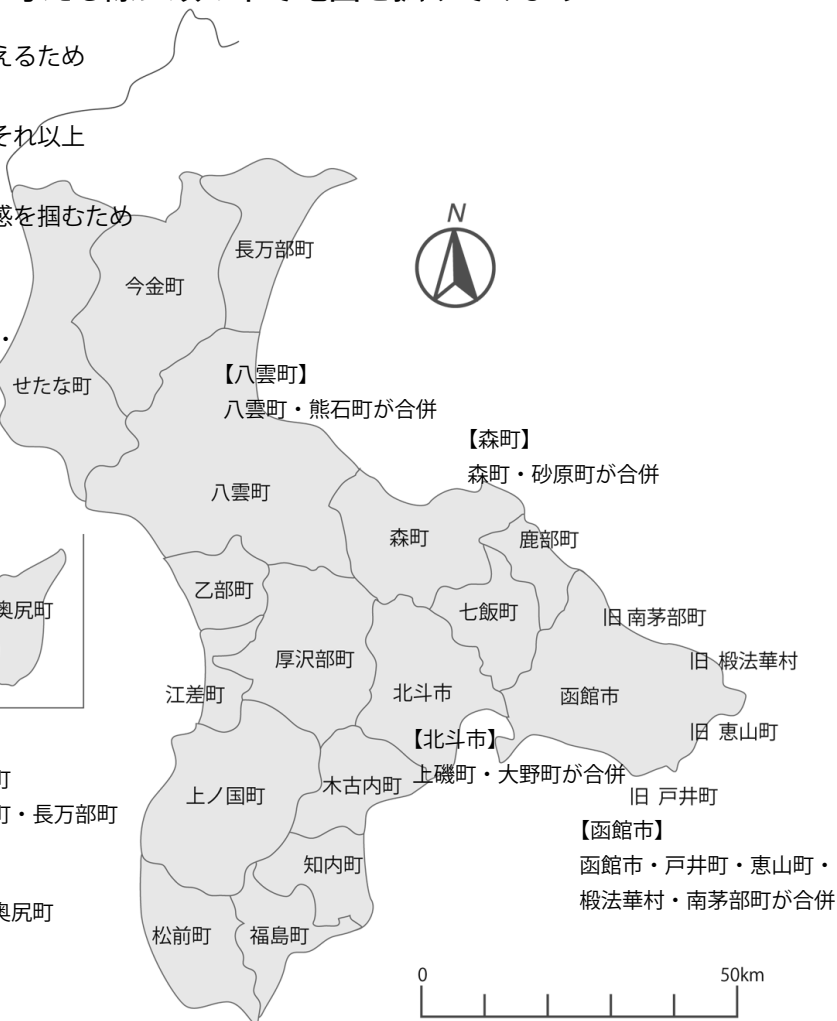 えるため
それ以上
感を掴むため
N
長万部町
今金町
・
せたな町
【八雲町】
八雲町・熊石町が合併
【森町】
森町・砂原町が合併
八雲町
森町
鹿部町
乙部町
奥尻町
七飯町
旧 南茅部町
厚沢部町
旧 椴法華村
江差町
北斗市
函館市
旧 恵山町
【北斗市】
上磯町・大野町が合併
町
上ノ国町
木古内町
旧 戸井町
町・長万部町
【函館市】
函館市・戸井町・恵山町・
椴法華村・南茅部町が合併
知内町
奥尻町
松前町
福島町
0
50km